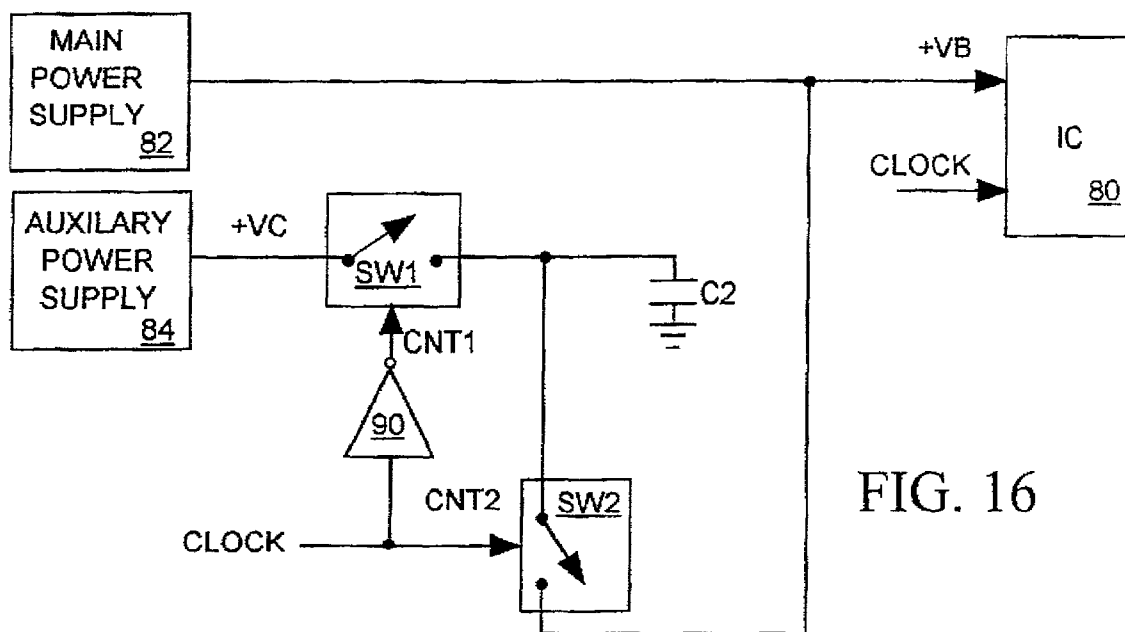 MAIN
POWER
SUPPLY
82
+VB
IC
80
CLOCK
AUXILARY
POWER
SUPPLY
84
+VC
SW1
C2
CNT1
90
CNT2
SW2
CLOCK
FIG. 16